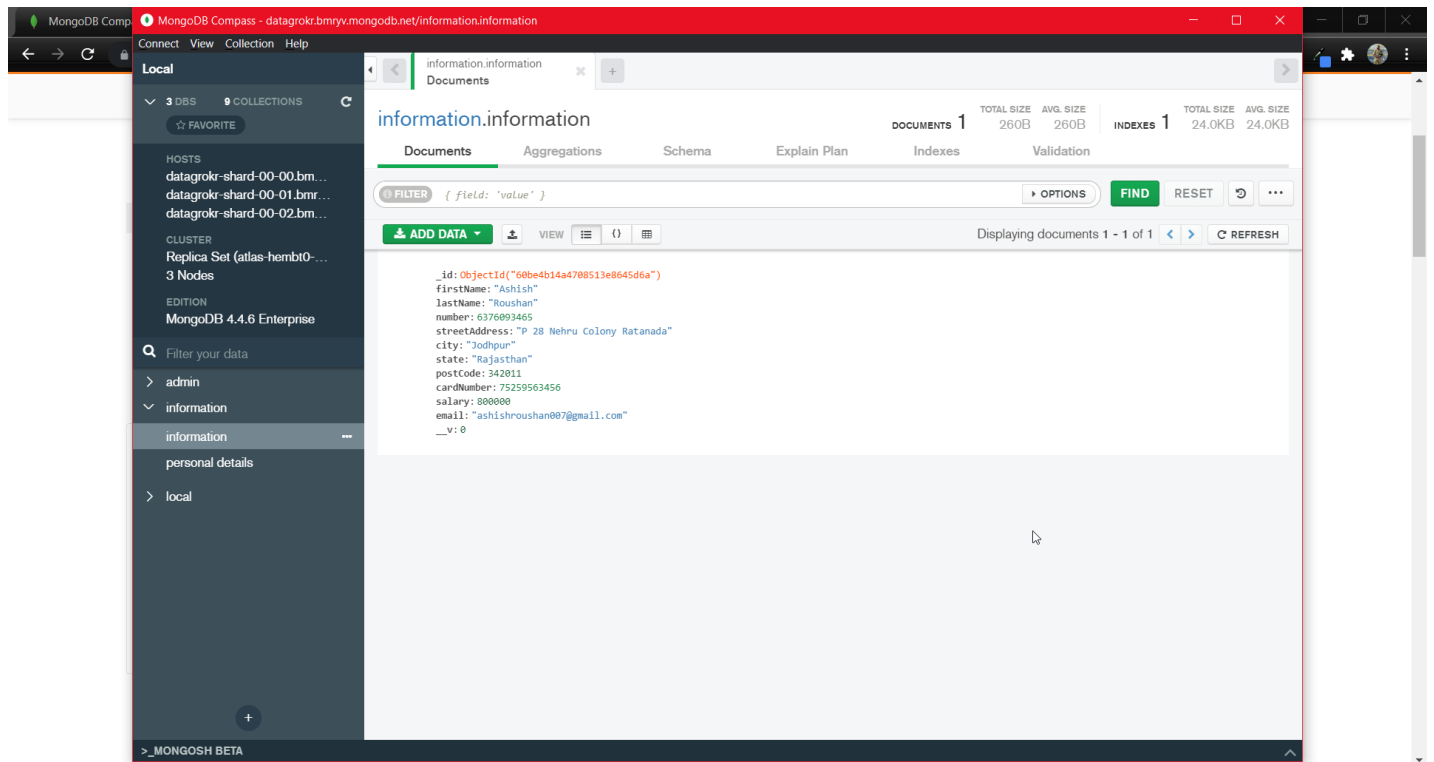 MongoDB Comp
MongoDB Compass - datagrokr.bmryv.mongodb.net/information.information
Connect View Collection Help
Local
3 DBS 9 COLLECTIONS
FAVORITE
HOSTS
datagrokr-shard-00-00.bm...
datagrokr-shard-00-01.bmr...
datagrokr-shard-00-02.bm...
CLUSTER
Replica Set (atlas-hembt0-...
3 Nodes
EDITION
MongoDB 4.4.6 Enterprise
Filter your data
admin
information
information
personal details
local
>_MONGOSH BETA
information.information
Documents
information.information
DOCUMENTS 1
TOTAL SIZE AVG. SIZE
260B 260B
INDEXES 1
TOTAL SIZE AVG. SIZE
24.0KB 24.0KB
Documents Aggregations Schema Explain Plan Indexes Validation
FILTER { field: 'value' } OPTIONS FIND RESET
ADD DATA VIEW {} Displaying documents 1 - 1 of 1 REFRESH
_id: ObjectId("60be4b14a4708513e8645d6a")
firstName: "Ashish"
lastName: "Roushan"
number: 6376093465
streetAddress: "P 28 Nehru Colony Ratanada"
city: "Jodhpur"
state: "Rajasthan"
postCode: 342011
cardNumber: 75259563456
salary: 800000
email: "ashishroushan007@gmail.com"
__v: 0